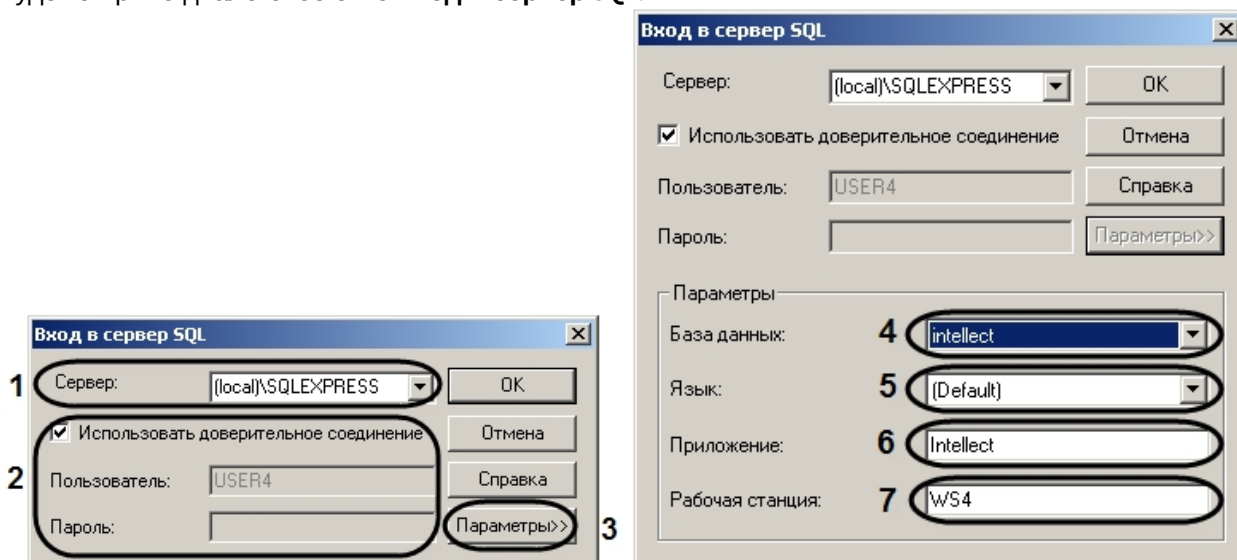 Вход в сервер SQL
Сервер: (local)\SQLEXPRESS OK
Использовать доверительное соединение Отмена
Пользователь: USER4 Справка
Пароль: Параметры>>
Параметры
База данных: 4 intellect
Язык: 5 (Default)
Приложение: 6 Intellect
Рабочая станция: 7 WS4
Вход в сервер SQL
1 Сервер: (local)\SQLEXPRESS OK
Использовать доверительное соединение Отмена
2 Пользователь: USER4 Справка
Пароль: Параметры>> 3